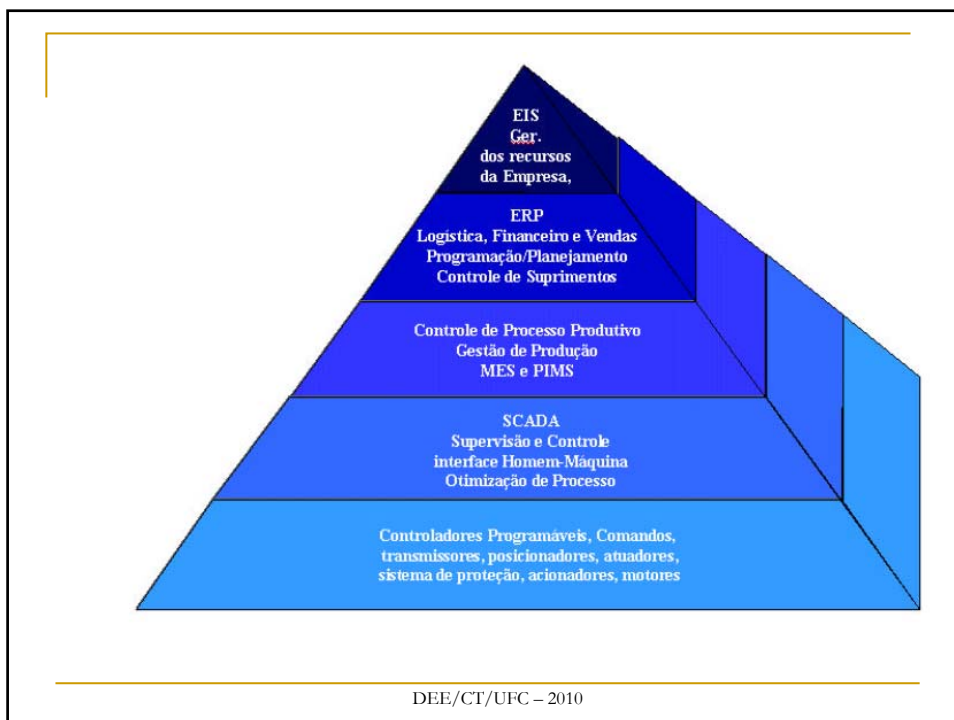 EIS
Ger.
dos recursos
da Empresa,
ERP
Logística, Financeiro e Vendas
Programação/Planejamento
Controle de Suprimentos
Controle de Processo Produtivo
Gestão de Produção
MES e PIMS
SCADA
Supervisão e Controle
interface Homem-Máquina
Otimização de Processo
Controladores Programáveis, Comandos,
transmissores, posicionadores, atuadores,
sistema de proteção, acionadores, motores
DEE/CT/UFC – 2010